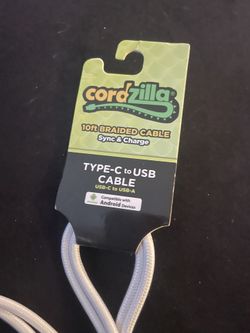 cordzilla
10ft BRAIDED CABLE
Sync & Charge
TYPE-C to USB
CABLE
USB-C to USB-A
Compatible with
Android Devices